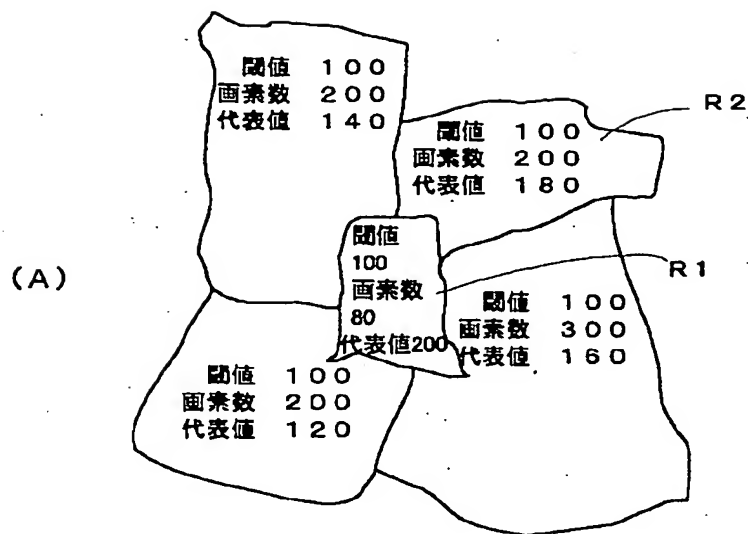 閾値 100
画素数 200
代表値 140
R2
閾値 100
画素数 200
代表値 180
(A)
閾値
100
画素数
80
代表値200
R1
閾値 100
画素数 300
代表値 160
閾値 100
画素数 200
代表値 120